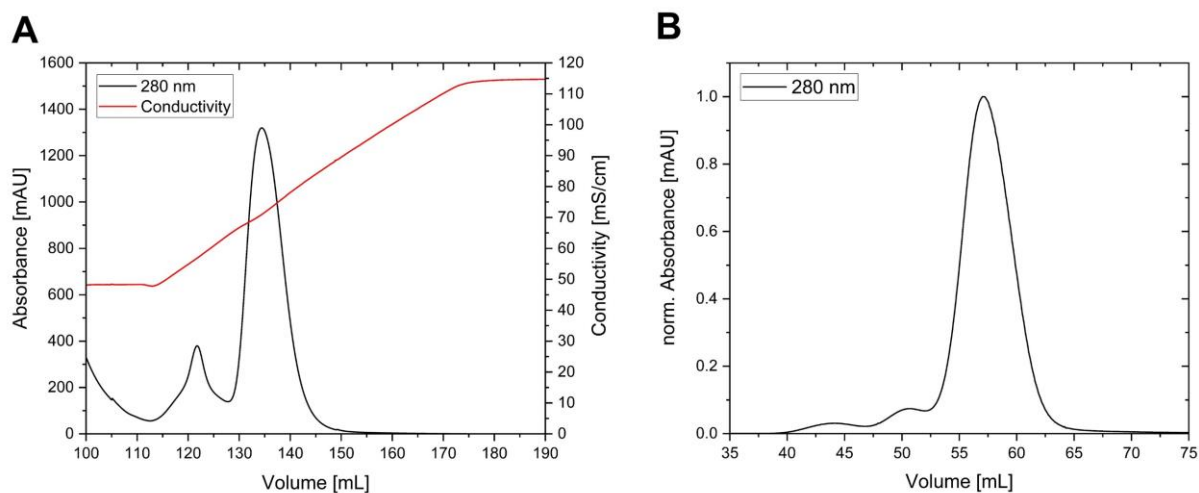 A
1600
1400
1200
1000
800
600
400
200
0
Absorbance [mAU]
280 nm
Conductivity
120
110
100
90
80
70
60
50
40
30
20
10
0
Conductivity [mS/cm]
100 110 120 130 140 150 160 170 180 190
Volume [mL]
B
1.0
0.8
0.6
0.4
0.2
0.0
norm. Absorbance [mAU]
280 nm
35 40 45 50 55 60 65 70 75
Volume [mL]